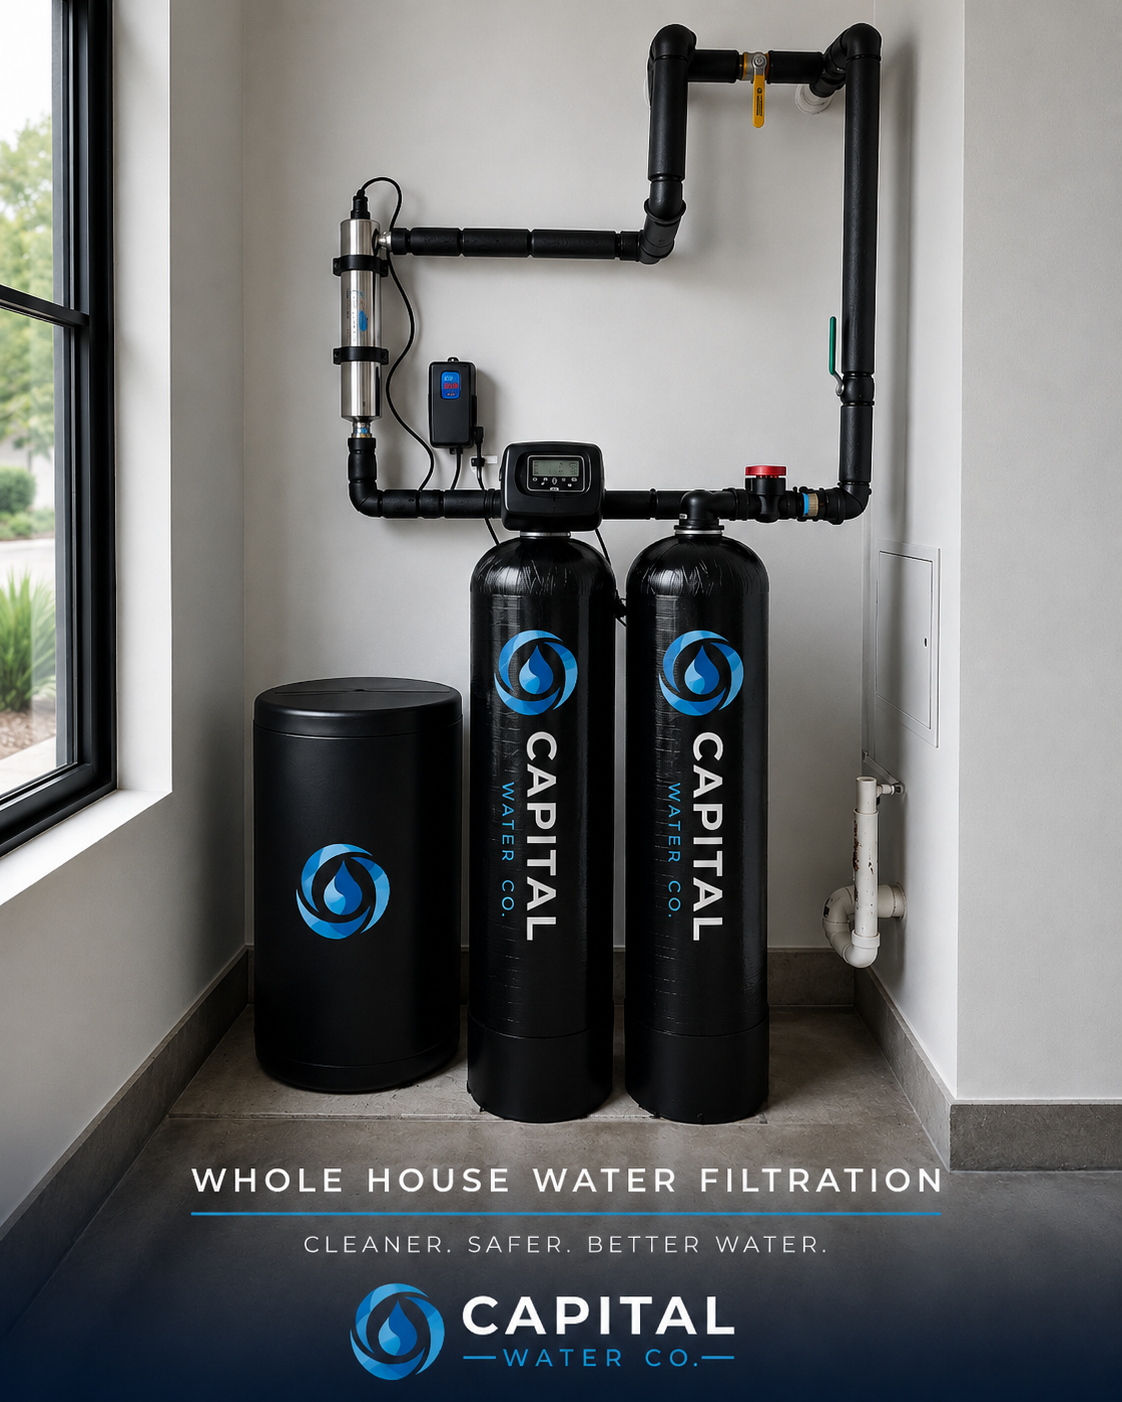 CAPITAL
WATER CO.
CAPITAL
WATER CO.
WHOLE HOUSE WATER FILTRATION
CLEANER. SAFER. BETTER WATER.
CAPITAL
WATER CO.